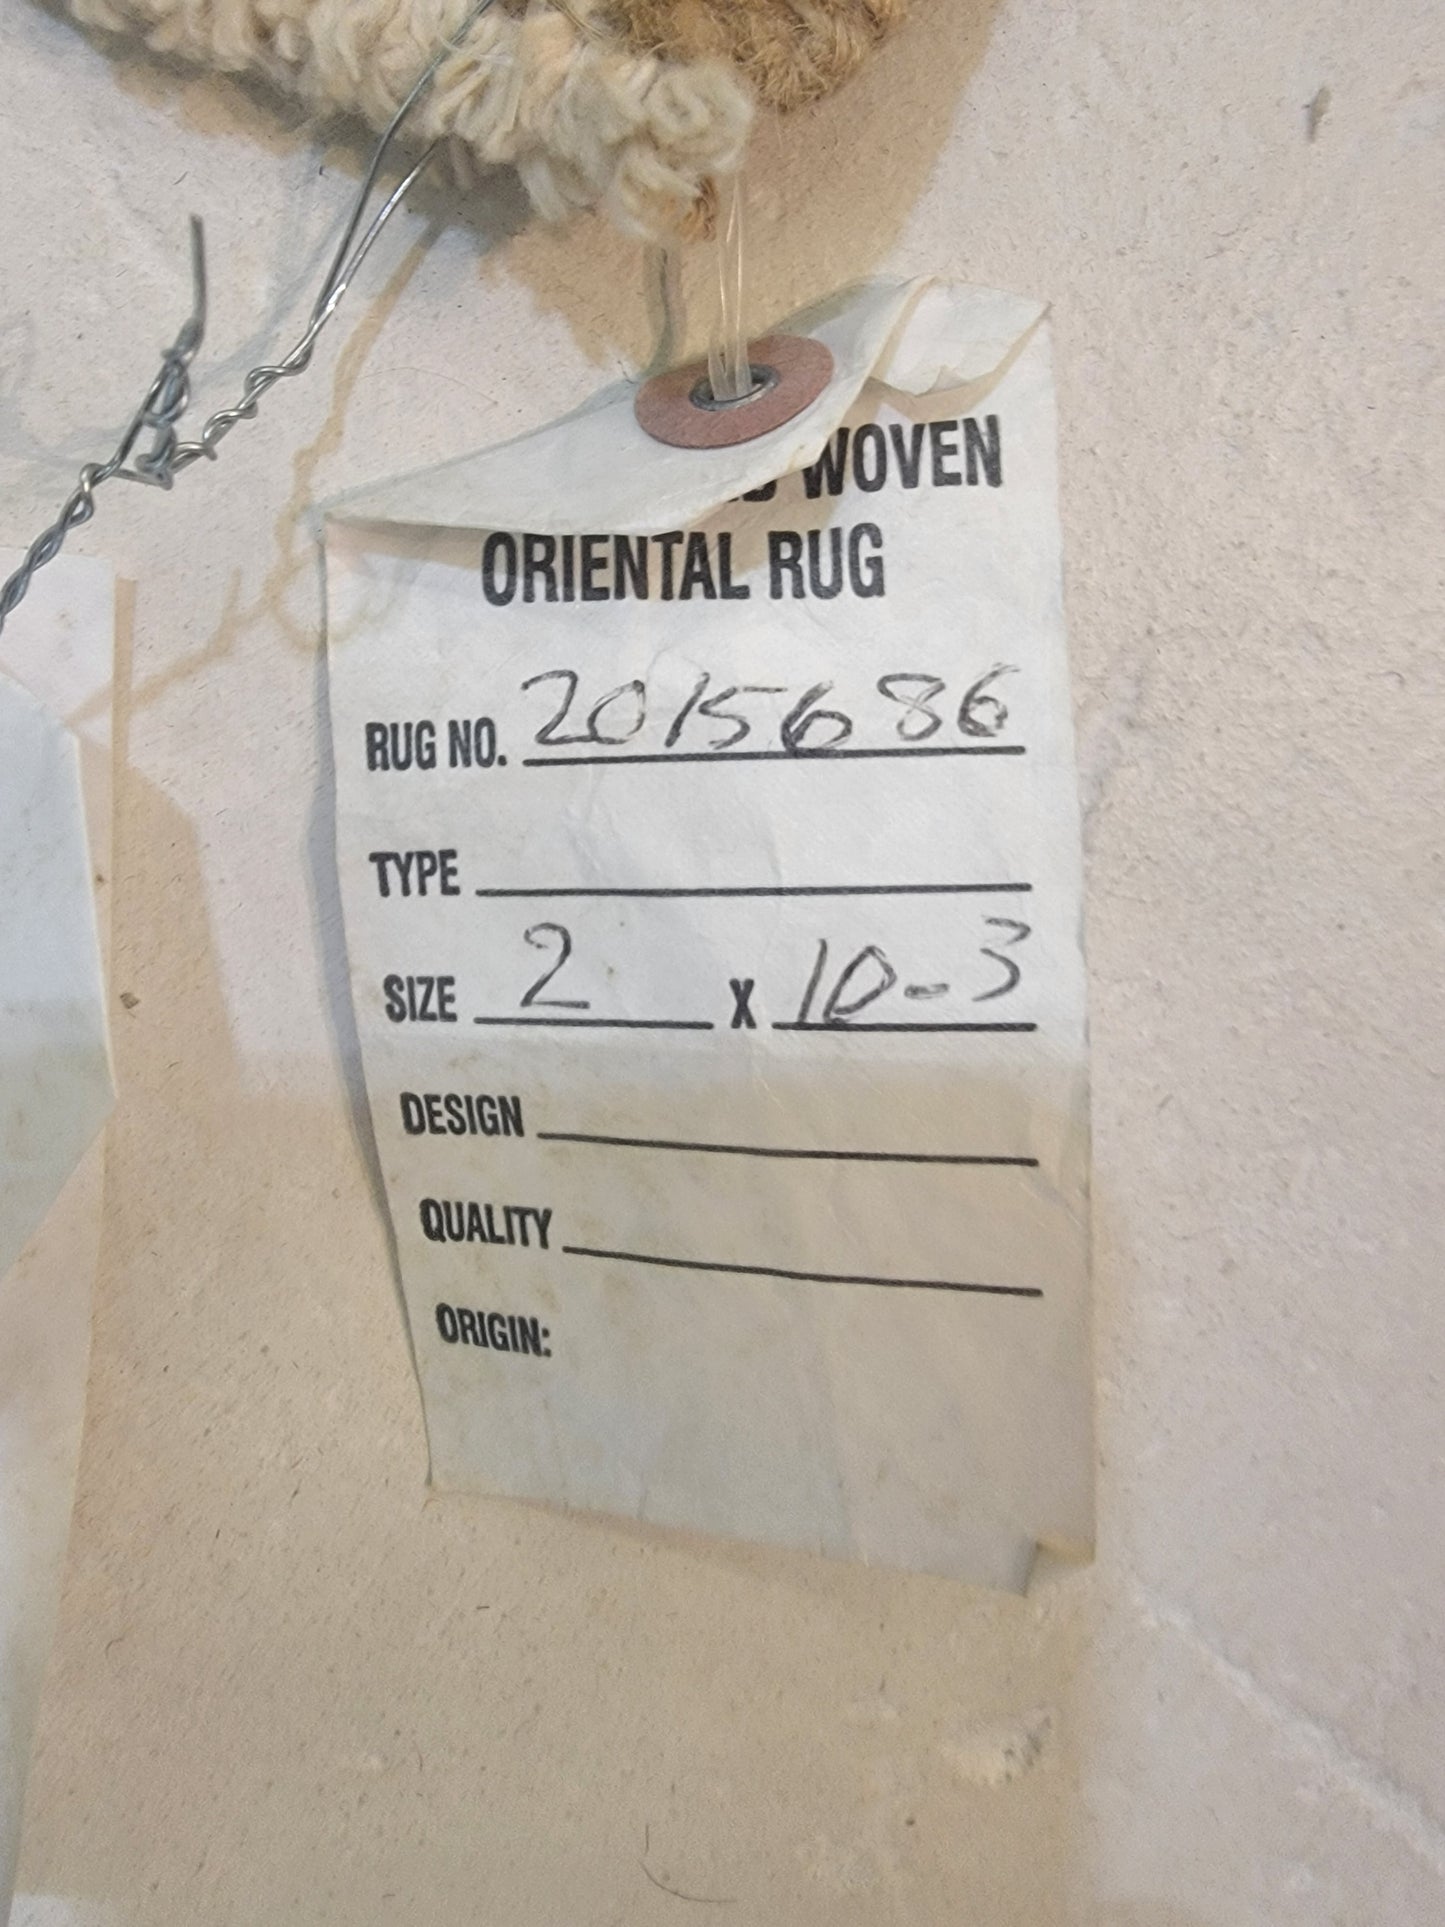 WOVEN
ORIENTAL RUG
RUG NO. 2015686
TYPE
SIZE 2 X 10-3
DESIGN
QUALITY
ORIGIN: